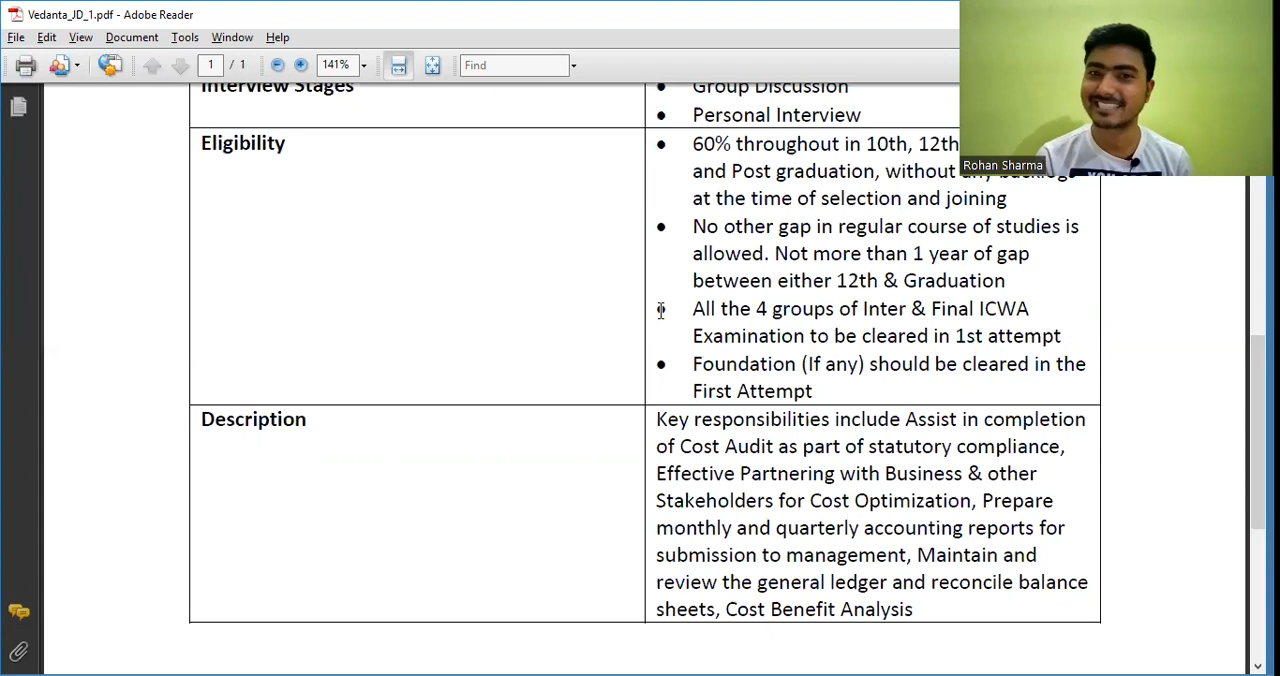 Vedanta_JD_1.pdf - Adobe Reader
File Edit View Document Tools Window Help
1 / 1 141% Find
Interview Stages
• Group Discussion
• Personal Interview
Eligibility
• 60% throughout in 10th, 12th
and Post graduation, without any backlogs
at the time of selection and joining
• No other gap in regular course of studies is
allowed. Not more than 1 year of gap
between either 12th & Graduation
All the 4 groups of Inter & Final ICWA
Examination to be cleared in 1st attempt
• Foundation (If any) should be cleared in the
First Attempt
Description
Key responsibilities include Assist in completion
of Cost Audit as part of statutory compliance,
Effective Partnering with Business & other
Stakeholders for Cost Optimization, Prepare
monthly and quarterly accounting reports for
submission to management, Maintain and
review the general ledger and reconcile balance
sheets, Cost Benefit Analysis
Rohan Sharma